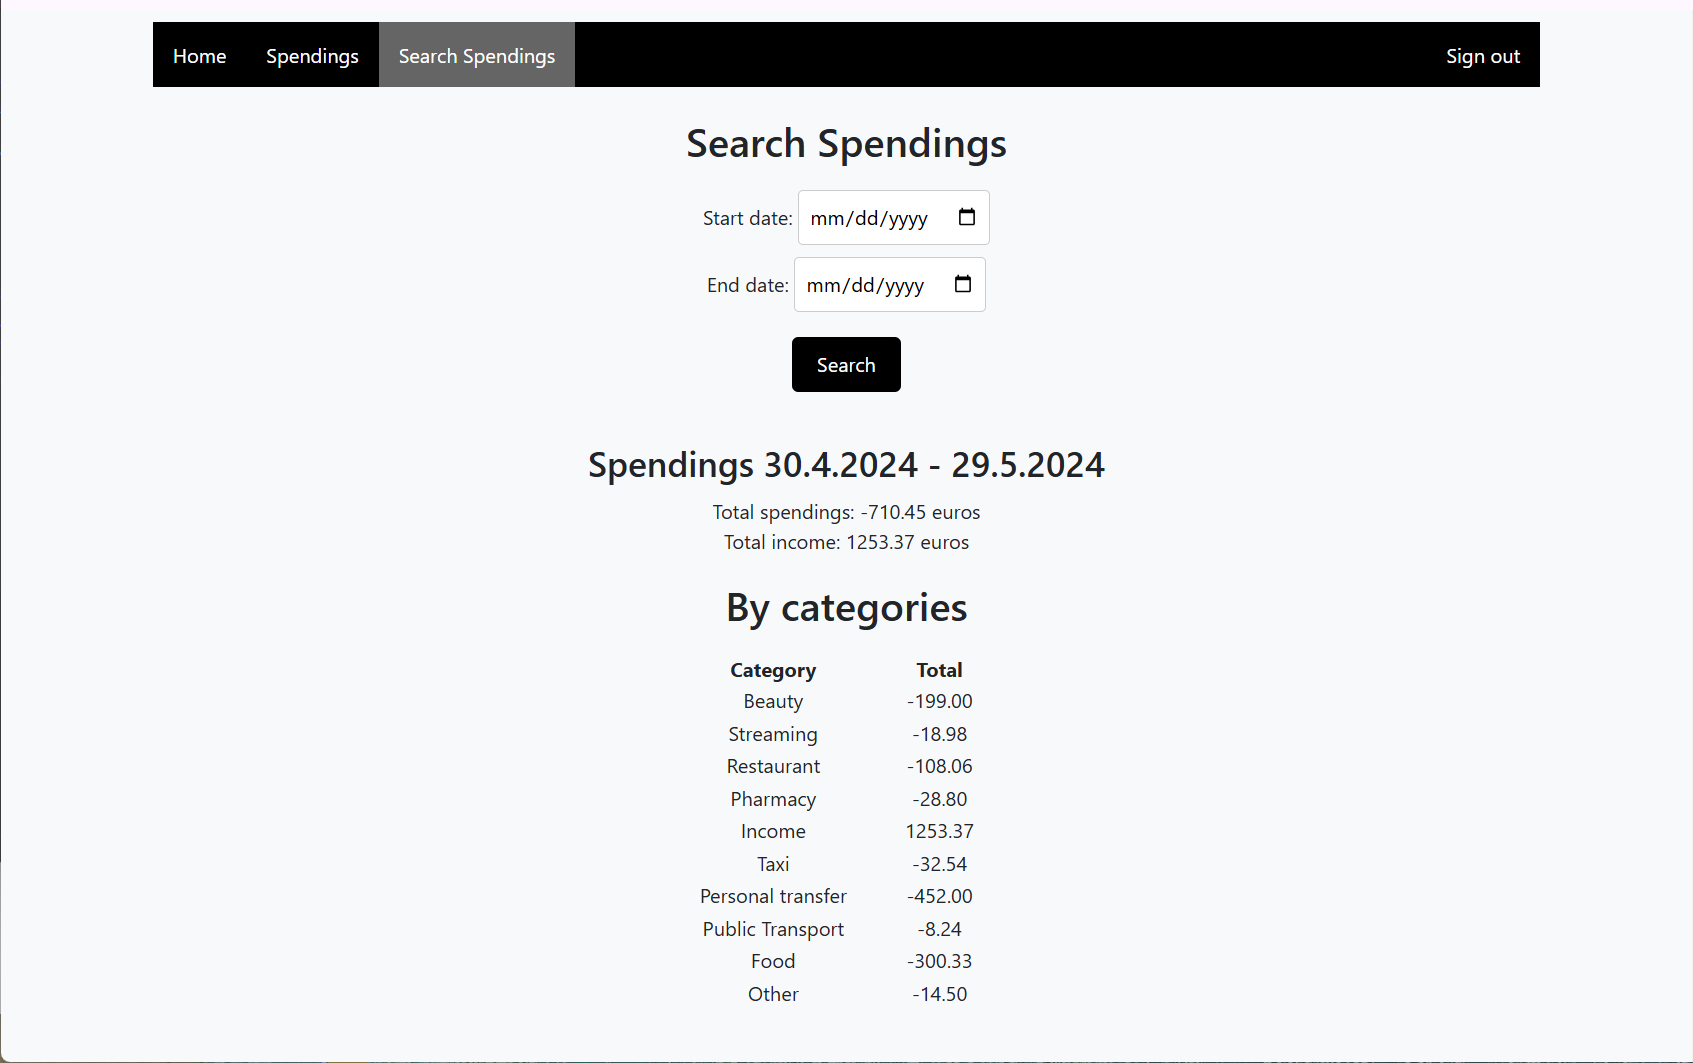 Home Spendings Search Spendings Sign out
Search Spendings
Start date: mm/dd/yyyy
End date: mm/dd/yyyy
Search
Spendings 30.4.2024 - 29.5.2024
Total spendings: -710.45 euros
Total income: 1253.37 euros
By categories
Category Total
Beauty -199.00
Streaming -18.98
Restaurant -108.06
Pharmacy -28.80
Income 1253.37
Taxi -32.54
Personal transfer -452.00
Public Transport -8.24
Food -300.33
Other -14.50